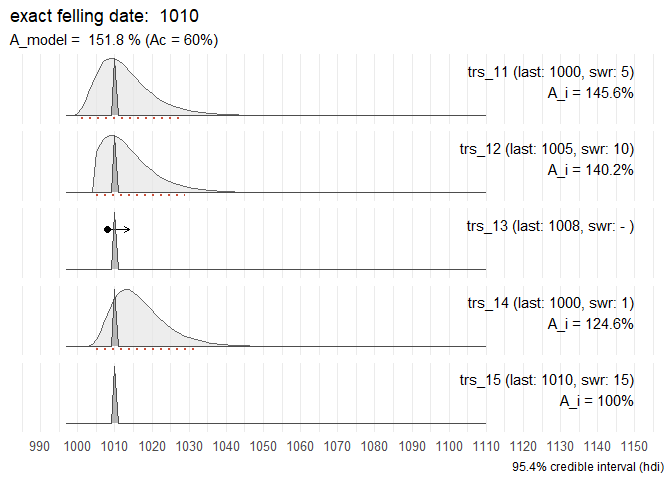 exact felling date:  1010
A_model =  151.8 % (Ac = 60%)
trs_11 (last: 1000, swr: 5)
A_i = 145.6%
trs_12 (last: 1005, swr: 10)
A_i = 140.2%
trs_13 (last: 1008, swr: - )
trs_14 (last: 1000, swr: 1)
A_i = 124.6%
trs_15 (last: 1010, swr: 15)
A_i = 100%
990 1000 1010 1020 1030 1040 1050 1060 1070 1080 1090 1100 1110 1120 1130 1140 1150
95.4% credible interval (hdi)